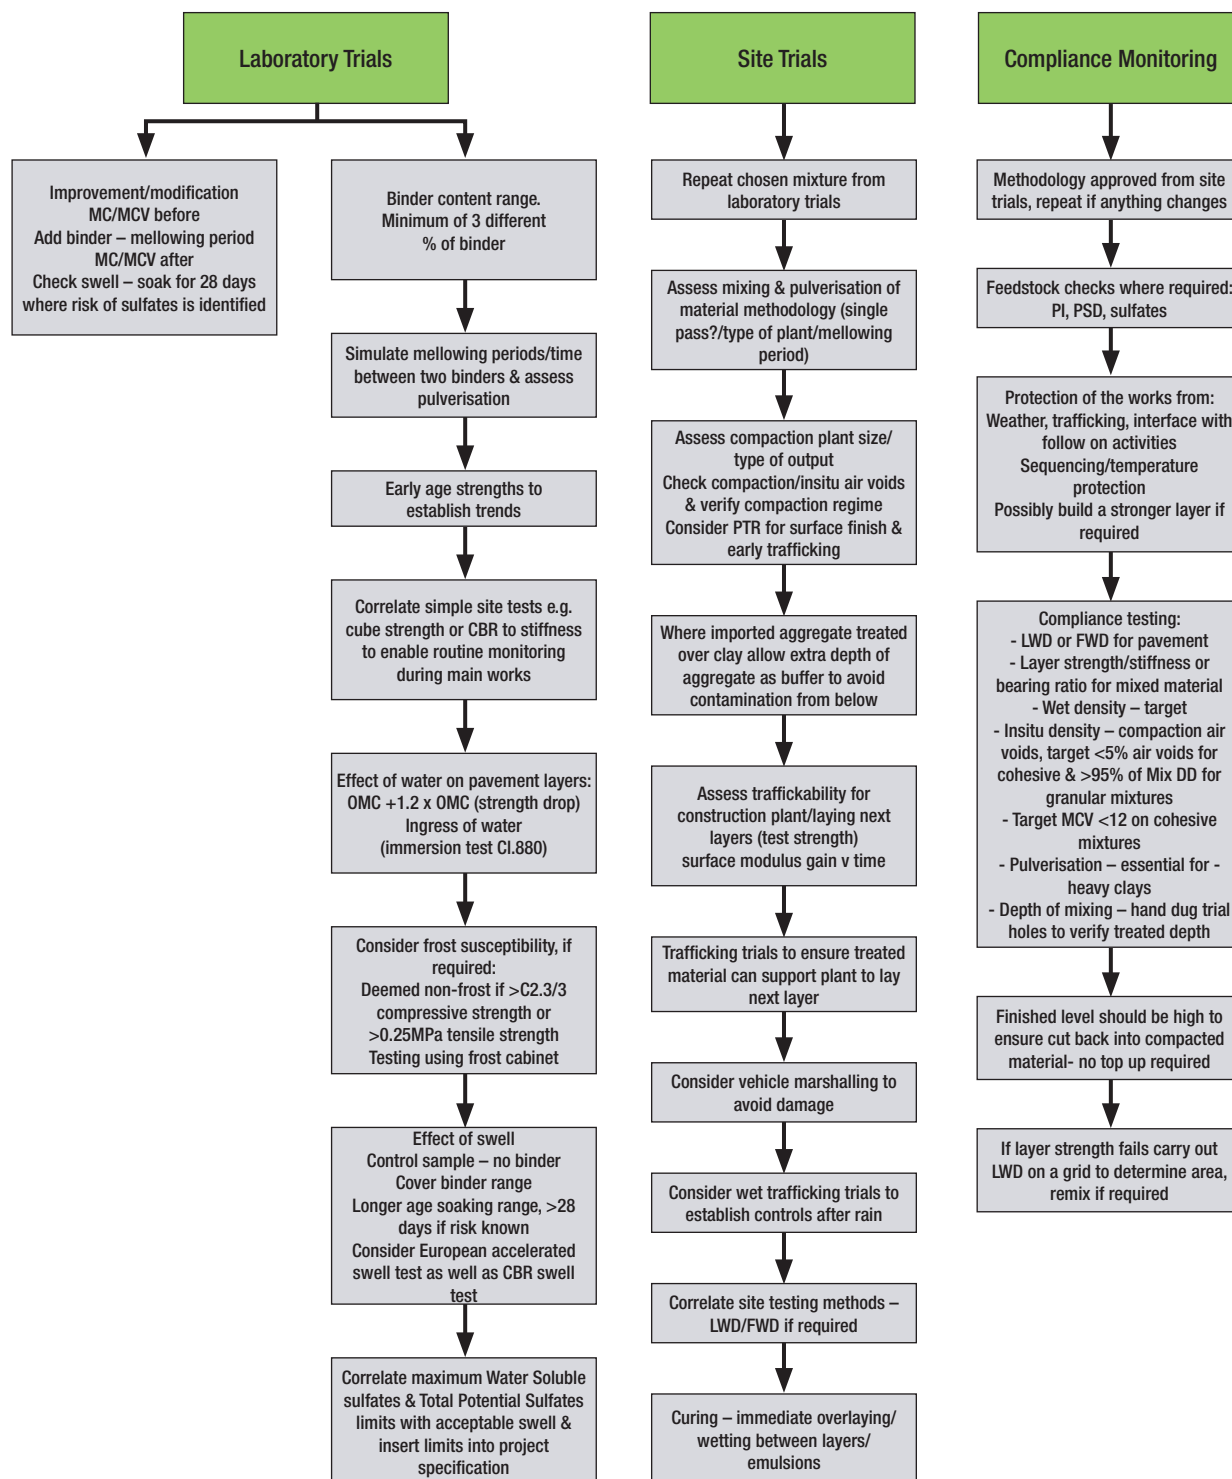 Laboratory Trials
Improvement/modification
MC/MCV before
Add binder – mellowing period
MC/MCV after
Check swell – soak for 28 days
where risk of sulfates is identified
Binder content range.
Minimum of 3 different
% of binder
Simulate mellowing periods/time
between two binders & assess
pulverisation
Early age strengths to
establish trends
Correlate simple site tests e.g.
cube strength or CBR to stiffness
to enable routine monitoring
during main works
Effect of water on pavement layers:
OMC +1.2 x OMC (strength drop)
Ingress of water
(immersion test Cl.880)
Consider frost susceptibility, if
required:
Deemed non-frost if >C2.3/3
compressive strength or
>0.25MPa tensile strength
Testing using frost cabinet
Effect of swell
Control sample – no binder
Cover binder range
Longer age soaking range, >28
days if risk known
Consider European accelerated
swell test as well as CBR swell
test
Correlate maximum Water Soluble
sulfates & Total Potential Sulfates
limits with acceptable swell &
insert limits into project
specification
Site Trials
Repeat chosen mixture from
laboratory trials
Assess mixing & pulverisation of
material methodology (single
pass?/type of plant/mellowing
period)
Assess compaction plant size/
type of output
Check compaction/insitu air voids
& verify compaction regime
Consider PTR for surface finish &
early trafficking
Where imported aggregate treated
over clay allow extra depth of
aggregate as buffer to avoid
contamination from below
Assess traffickability for
construction plant/laying next
layers (test strength)
surface modulus gain v time
Trafficking trials to ensure treated
material can support plant to lay
next layer
Consider vehicle marshalling to
avoid damage
Consider wet trafficking trials to
establish controls after rain
Correlate site testing methods –
LWD/FWD if required
Curing – immediate overlaying/
wetting between layers/
emulsions
Compliance Monitoring
Methodology approved from site
trials, repeat if anything changes
Feedstock checks where required:
PI, PSD, sulfates
Protection of the works from:
Weather, trafficking, interface with
follow on activities
Sequencing/temperature
protection
Possibly build a stronger layer if
required
Compliance testing:
- LWD or FWD for pavement
- Layer strength/stiffness or
bearing ratio for mixed material
- Wet density – target
- Insitu density – compaction air
voids, target <5% air voids for
cohesive & >95% of Mix DD for
granular mixtures
- Target MCV <12 on cohesive
mixtures
- Pulverisation – essential for -
heavy clays
- Depth of mixing – hand dug trial
holes to verify treated depth
Finished level should be high to
ensure cut back into compacted
material- no top up required
If layer strength fails carry out
LWD on a grid to determine area,
remix if required